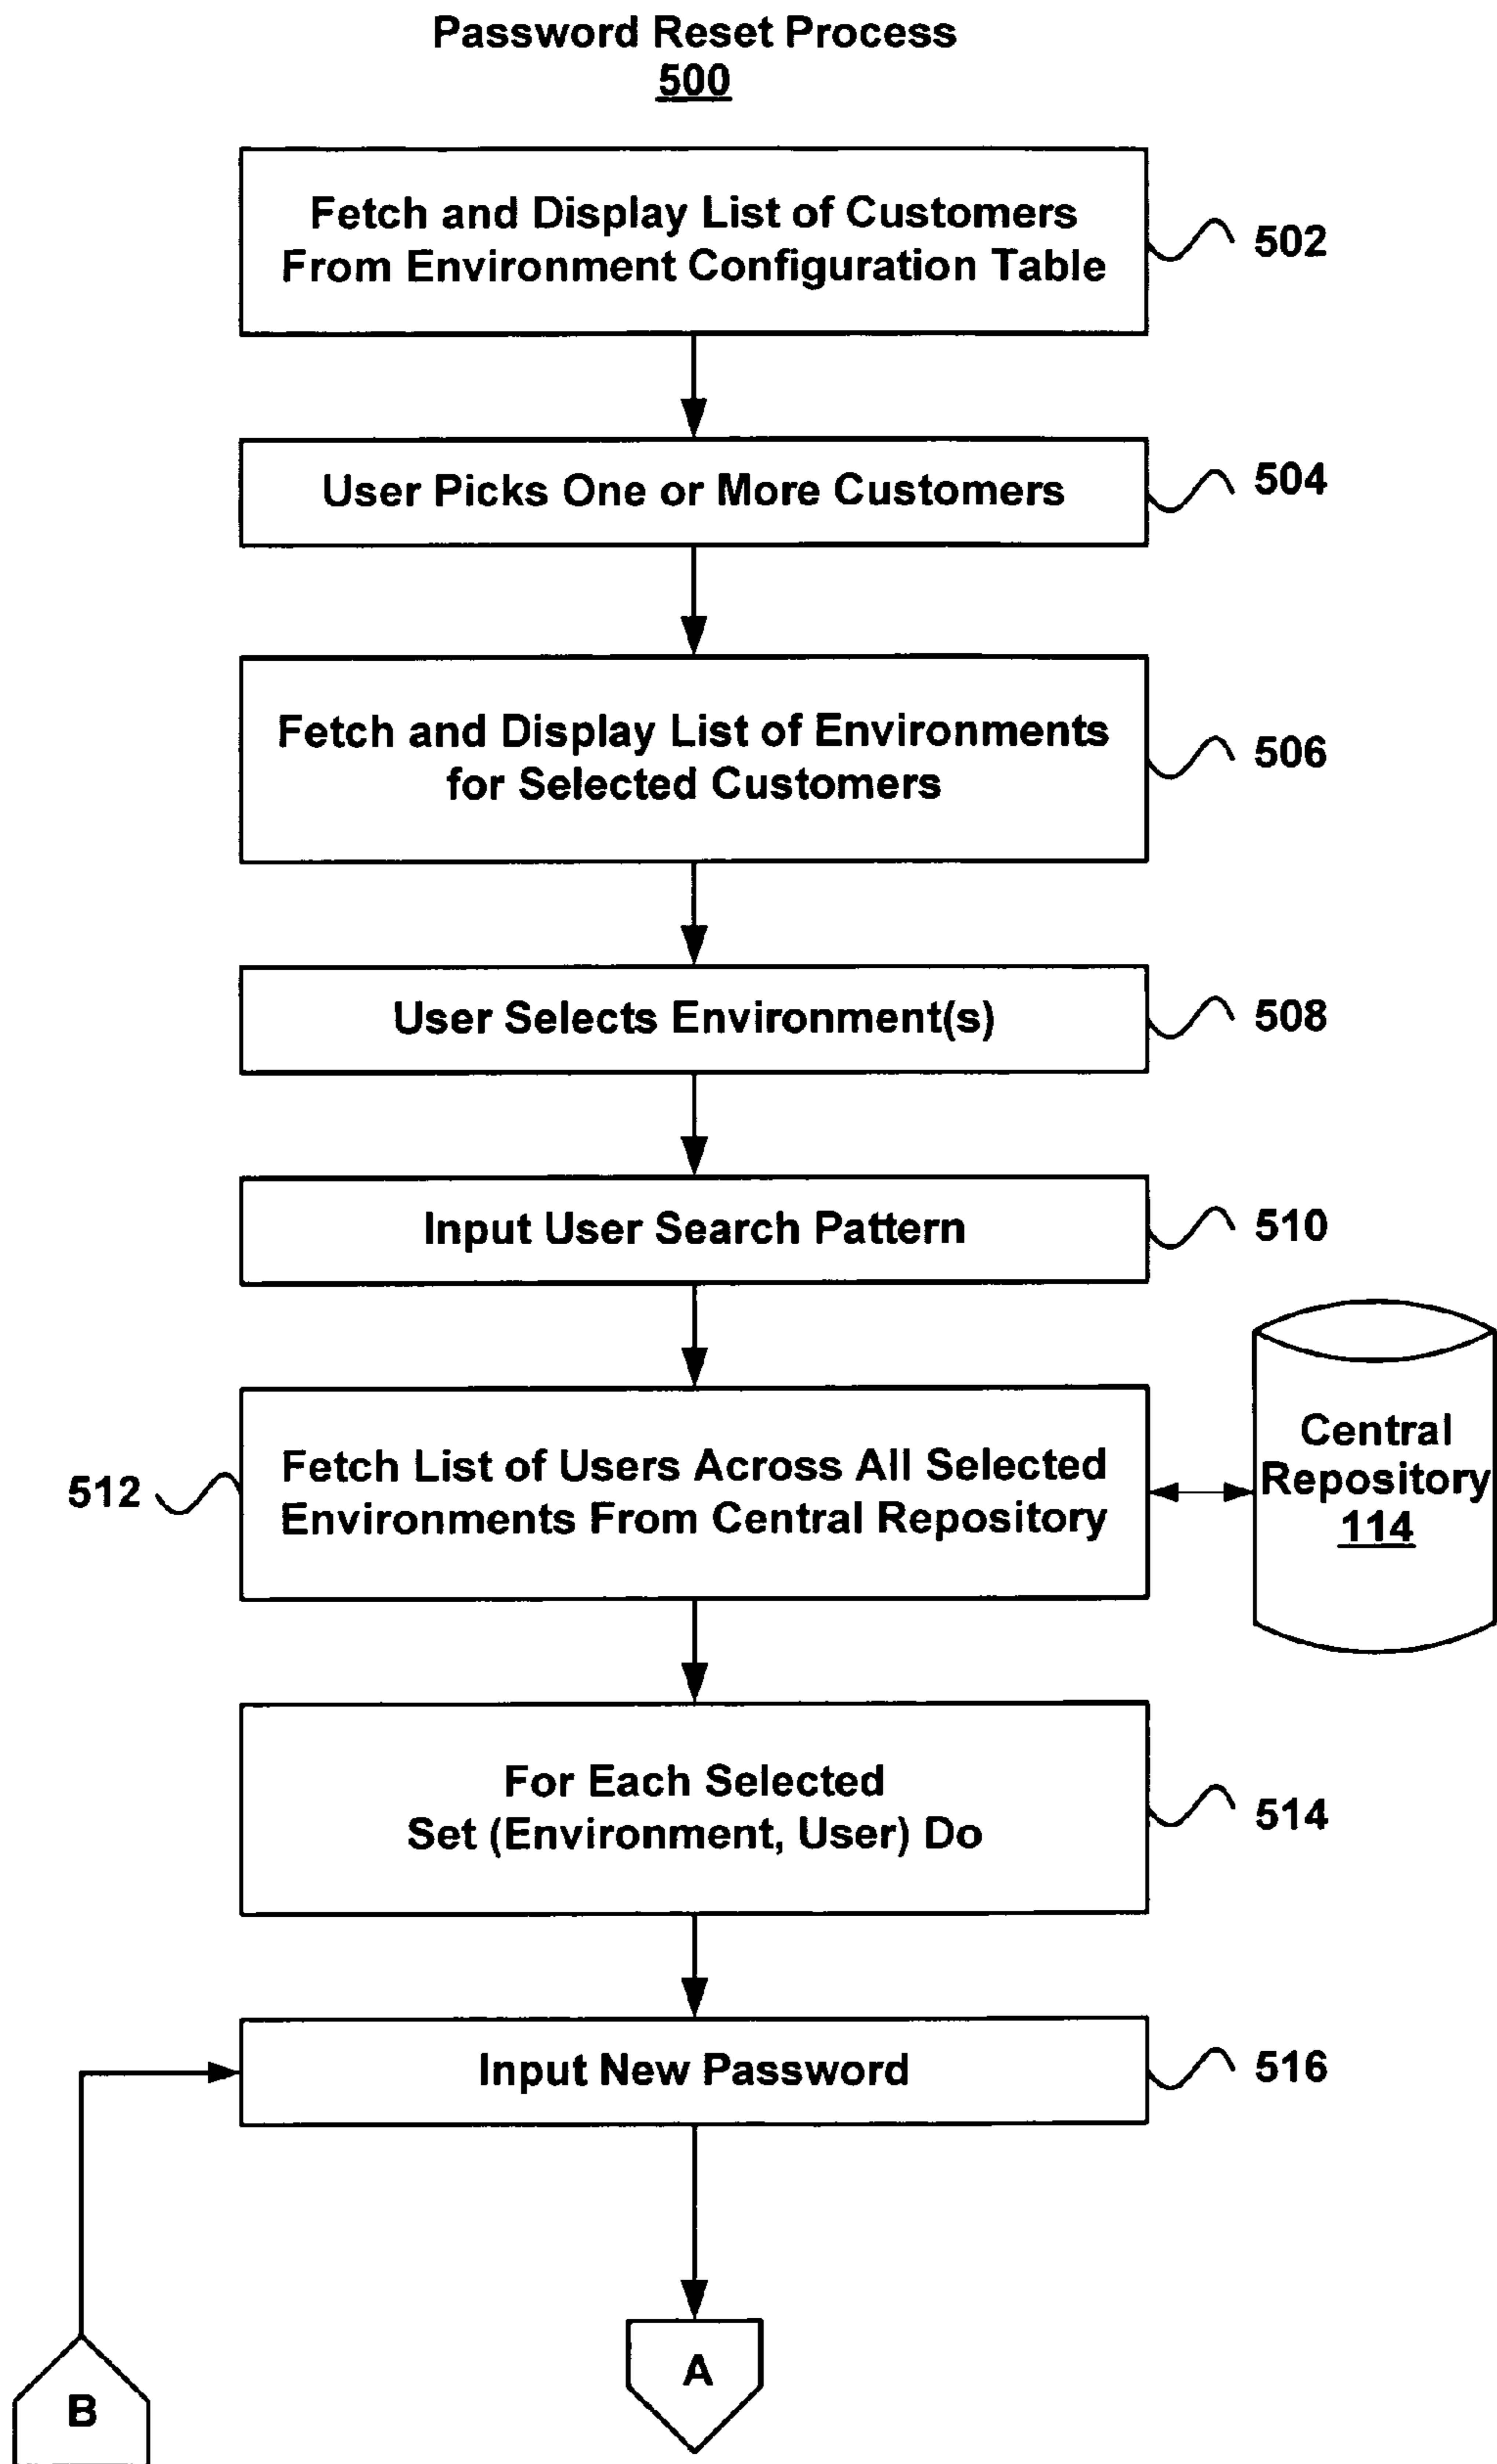 Password Reset Process
500
Fetch and Display List of Customers
From Environment Configuration Table
502
User Picks One or More Customers
504
Fetch and Display List of Environments
for Selected Customers
506
User Selects Environment(s)
508
Input User Search Pattern
510
512
Fetch List of Users Across All Selected
Environments From Central Repository
Central
Repository
114
For Each Selected
Set (Environment, User) Do
514
Input New Password
516
A
B